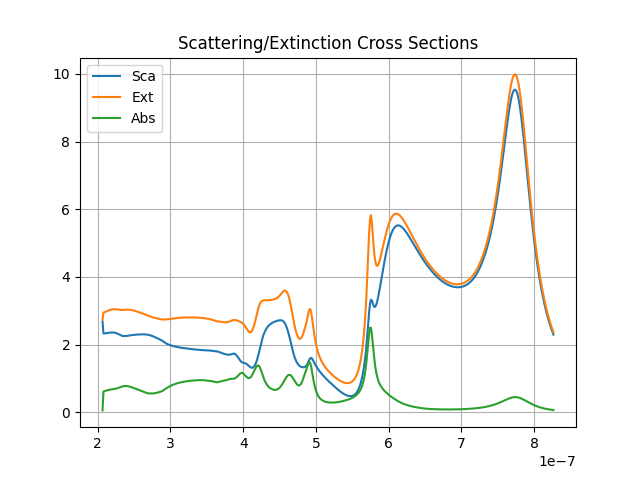 Scattering/Extinction Cross Sections
Sca
Ext
Abs
10
8
6
4
2
0
2 3 4 5 6 7 8
1e−7